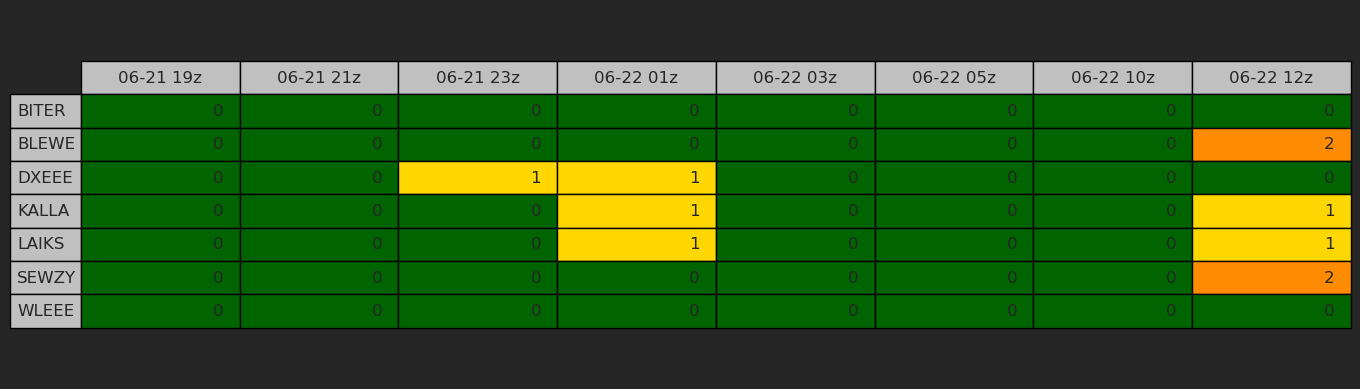 06-21 19z 06-21 21z 06-21 23z 06-22 01z 06-22 03z 06-22 05z 06-22 10z 06-22 12z
BITER 0 0 0 0 0 0 0 0
BLEWE 0 0 0 0 0 0 0 2
DXEEE 0 0 1 1 0 0 0 0
KALLA 0 0 0 1 0 0 0 1
LAIKS 0 0 0 1 0 0 0 1
SEWZY 0 0 0 0 0 0 0 2
WLEEE 0 0 0 0 0 0 0 0